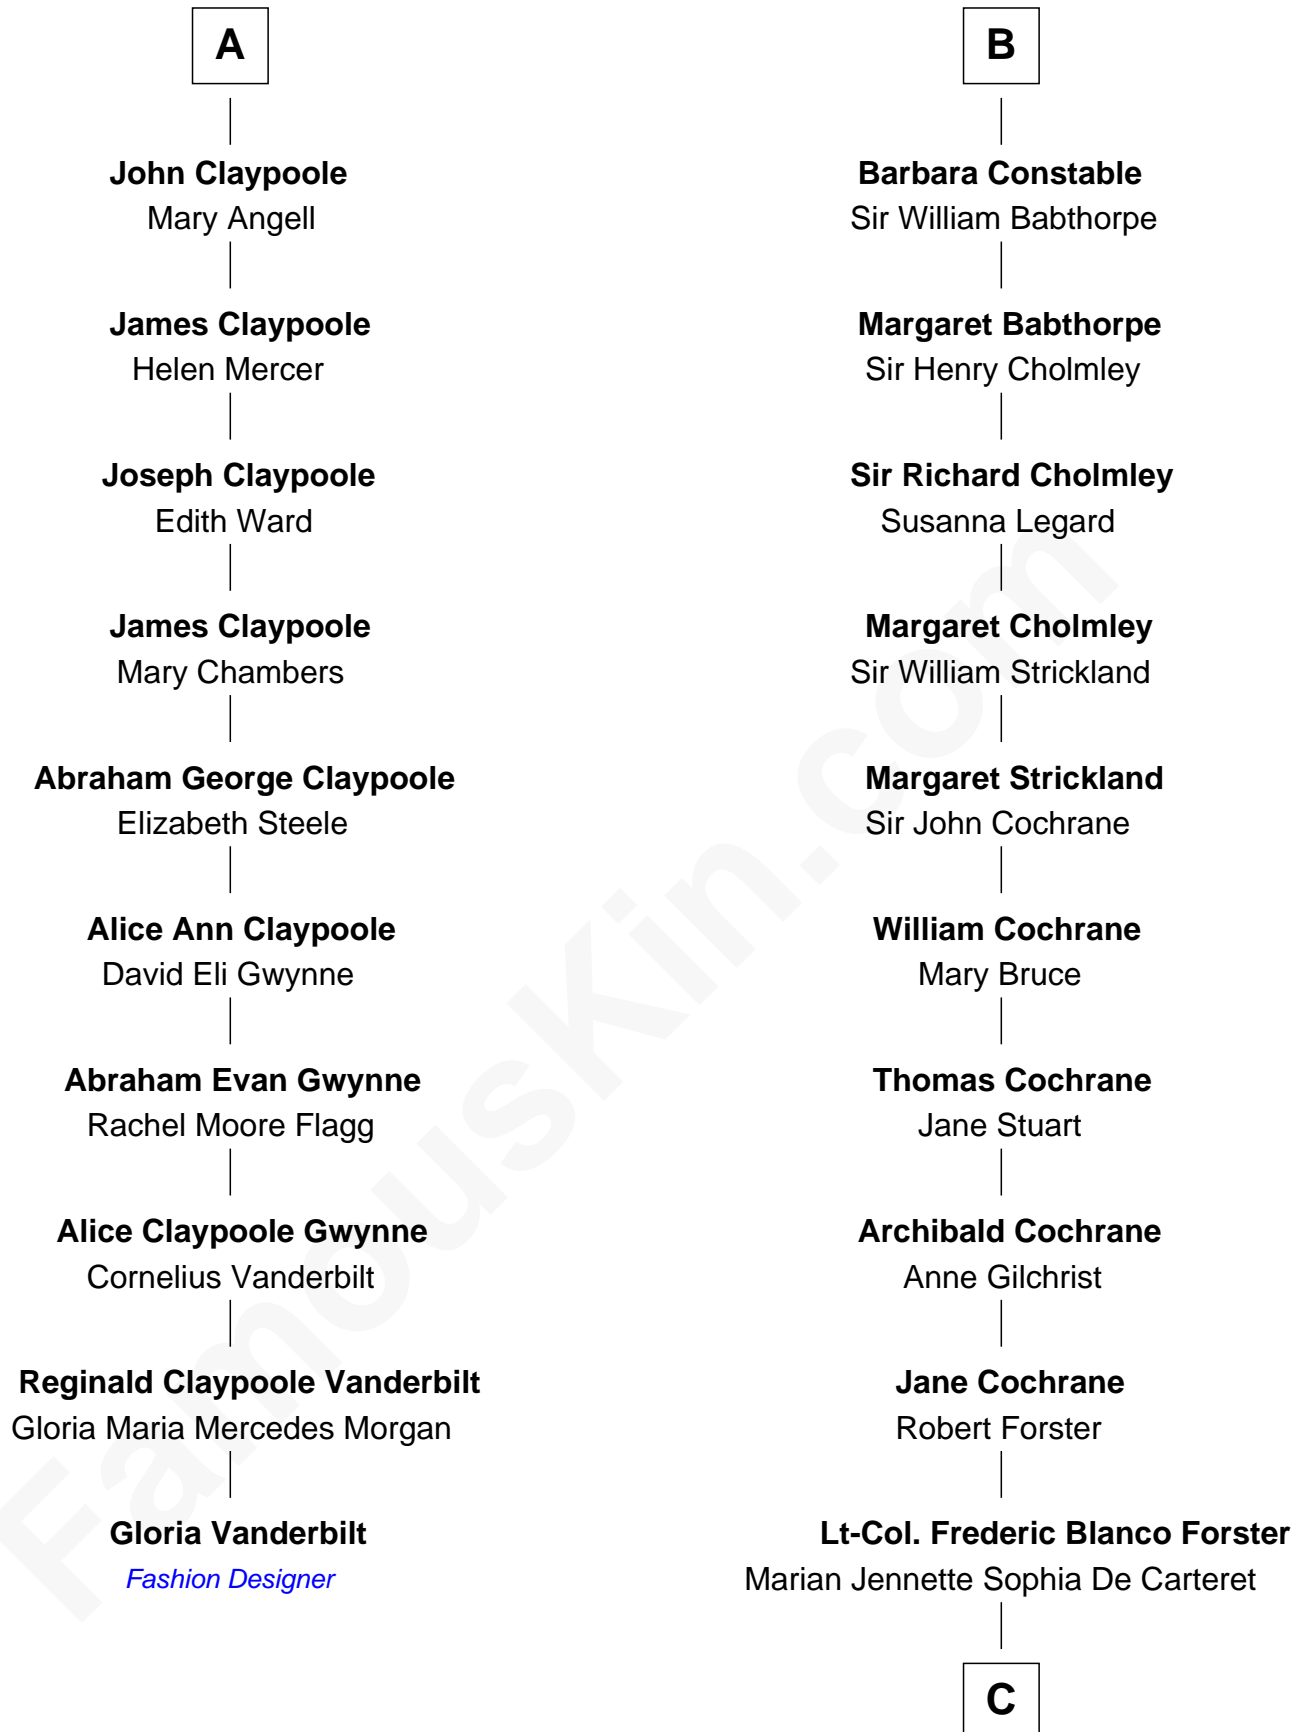 A
John Claypoole
Mary Angell
James Claypoole
Helen Mercer
Joseph Claypoole
Edith Ward
James Claypoole
Mary Chambers
Abraham George Claypoole
Elizabeth Steele
Alice Ann Claypoole
David Eli Gwynne
Abraham Evan Gwynne
Rachel Moore Flagg
Alice Claypoole Gwynne
Cornelius Vanderbilt
Reginald Claypoole Vanderbilt
Gloria Maria Mercedes Morgan
Gloria Vanderbilt
Fashion Designer
B
Barbara Constable
Sir William Babthorpe
Margaret Babthorpe
Sir Henry Cholmley
Sir Richard Cholmley
Susanna Legard
Margaret Cholmley
Sir William Strickland
Margaret Strickland
Sir John Cochrane
William Cochrane
Mary Bruce
Thomas Cochrane
Jane Stuart
Archibald Cochrane
Anne Gilchrist
Jane Cochrane
Robert Forster
Lt-Col. Frederic Blanco Forster
Marian Jennette Sophia De Carteret
C
FamousKin.com